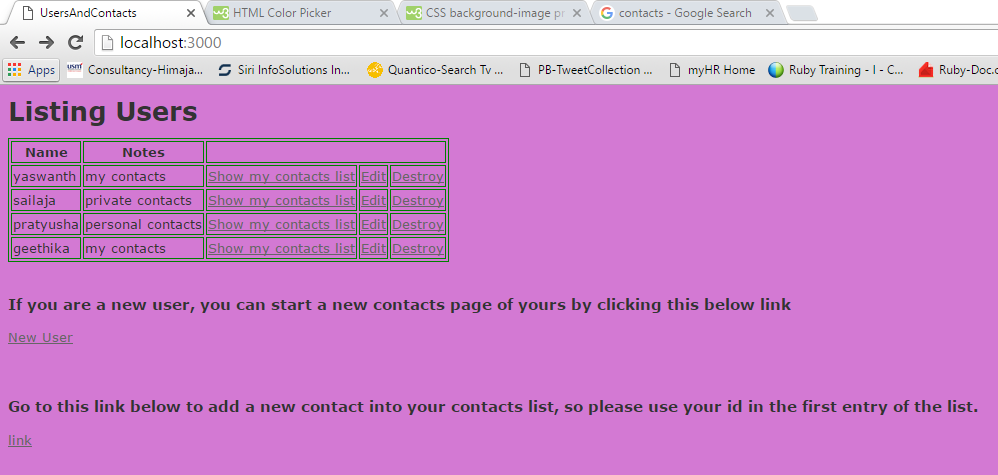 UsersAndContacts HTML Color Picker CSS background-image pr contacts - Google Search
localhost:3000
Apps Consultancy-Himaja... Siri InfoSolutions In... Quantico-Search Tv ... PB-TweetCollection ... myHR Home Ruby Training - I - C... Ruby-Doc.o
Listing Users
Name Notes
yaswanth my contacts Show my contacts list Edit Destroy
sailaja private contacts Show my contacts list Edit Destroy
pratyusha personal contacts Show my contacts list Edit Destroy
geethika my contacts Show my contacts list Edit Destroy
If you are a new user, you can start a new contacts page of yours by clicking this below link
New User
Go to this link below to add a new contact into your contacts list, so please use your id in the first entry of the list.
link